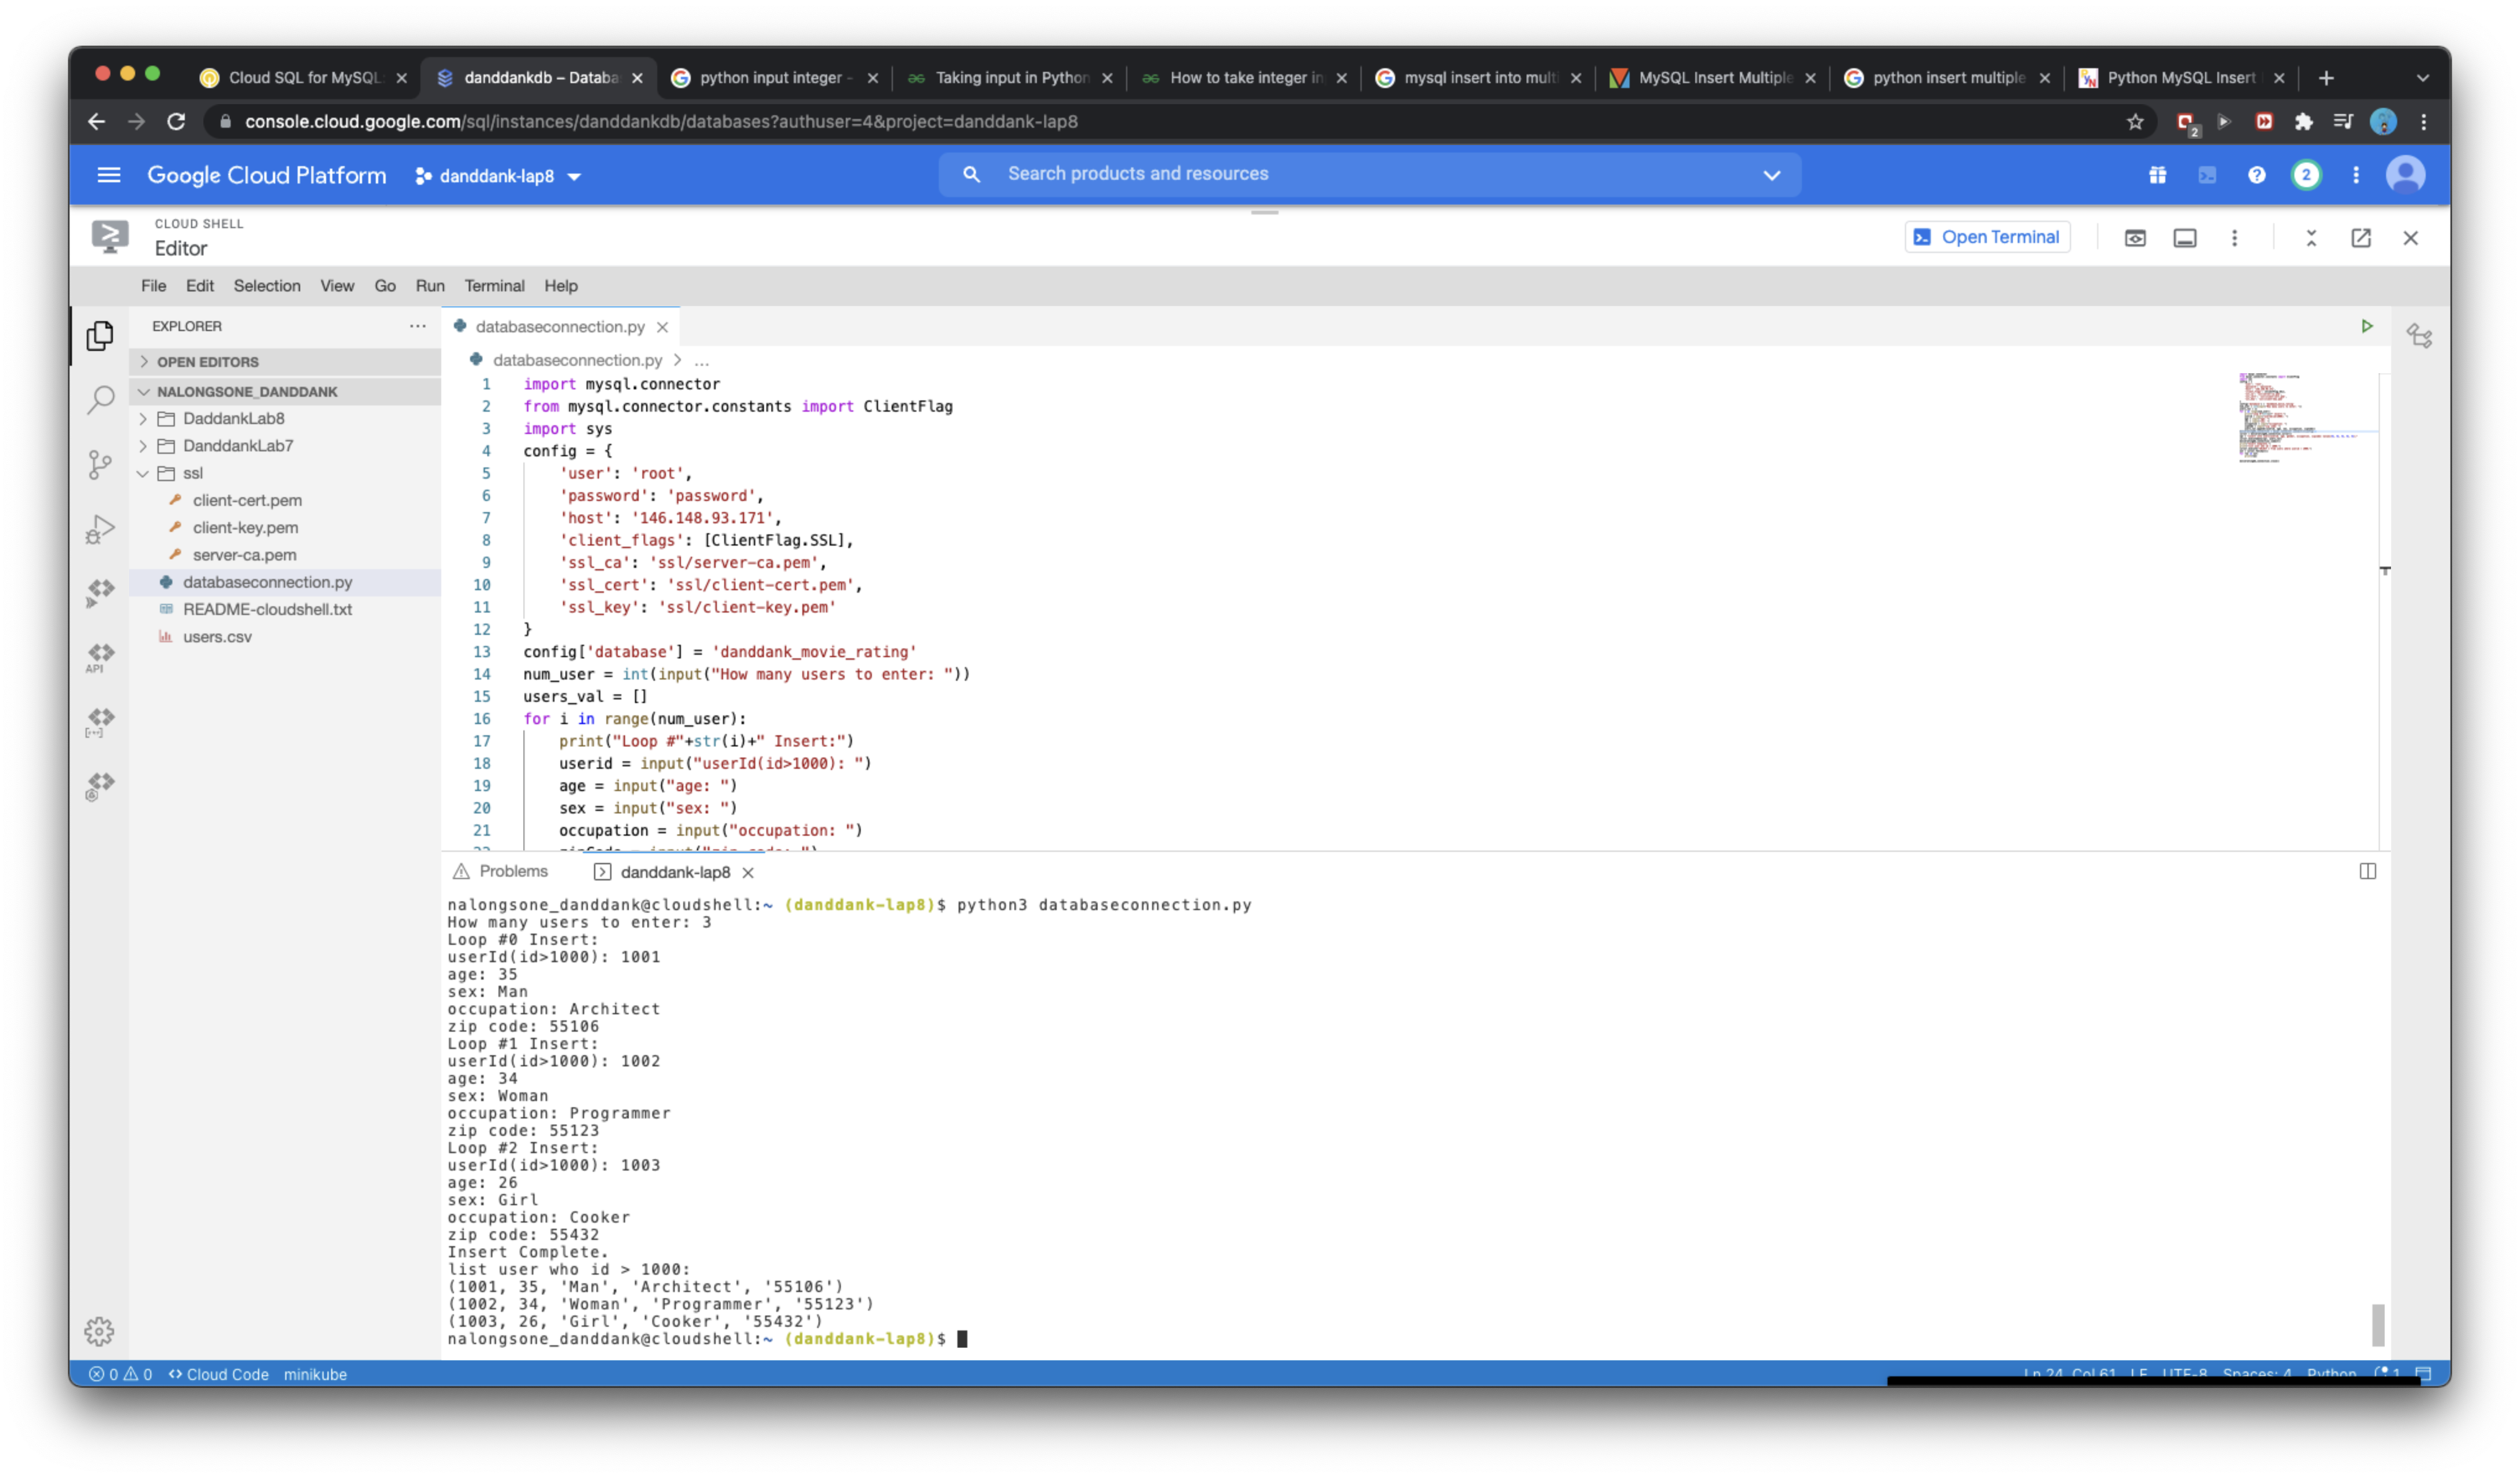 Cloud SQL for MySQL:
danddankdb – Databa
python input integer -
Taking input in Python
How to take integer in
mysql insert into multi
MySQL Insert Multiple
python insert multiple
Python MySQL Insert
console.cloud.google.com/sql/instances/danddankdb/databases?authuser=4&project=danddank-lap8
2
Google Cloud Platform
danddank-lap8
Search products and resources
2
CLOUD SHELL
Editor
Open Terminal
File Edit Selection View Go Run Terminal Help
EXPLORER
OPEN EDITORS
NALONGSONE_DANDDANK
DaddankLab8
DanddankLab7
ssl
client-cert.pem
client-key.pem
server-ca.pem
databaseconnection.py
README-cloudshell.txt
users.csv
API
databaseconnection.py
databaseconnection.py > ...
1 import mysql.connector
2 from mysql.connector.constants import ClientFlag
3 import sys
4 config = {
5 'user': 'root',
6 'password': 'password',
7 'host': '146.148.93.171',
8 'client_flags': [ClientFlag.SSL],
9 'ssl_ca': 'ssl/server-ca.pem',
10 'ssl_cert': 'ssl/client-cert.pem',
11 'ssl_key': 'ssl/client-key.pem'
12 }
13 config['database'] = 'danddank_movie_rating'
14 num_user = int(input("How many users to enter: "))
15 users_val = []
16 for i in range(num_user):
17 print("Loop #"+str(i)+" Insert:")
18 userid = input("userId(id>1000): ")
19 age = input("age: ")
20 sex = input("sex: ")
21 occupation = input("occupation: ")
22 zipCode = input("zip code: ")
Problems
danddank-lap8
nalongsone_danddank@cloudshell:~ (danddank-lap8)$ python3 databaseconnection.py
How many users to enter: 3
Loop #0 Insert:
userId(id>1000): 1001
age: 35
sex: Man
occupation: Architect
zip code: 55106
Loop #1 Insert:
userId(id>1000): 1002
age: 34
sex: Woman
occupation: Programmer
zip code: 55123
Loop #2 Insert:
userId(id>1000): 1003
age: 26
sex: Girl
occupation: Cooker
zip code: 55432
Insert Complete.
list user who id > 1000:
(1001, 35, 'Man', 'Architect', '55106')
(1002, 34, 'Woman', 'Programmer', '55123')
(1003, 26, 'Girl', 'Cooker', '55432')
nalongsone_danddank@cloudshell:~ (danddank-lap8)$
0 0 <> Cloud Code minikube
Ln 24, Col 61 LF UTF-8 Spaces: 4 Python 1